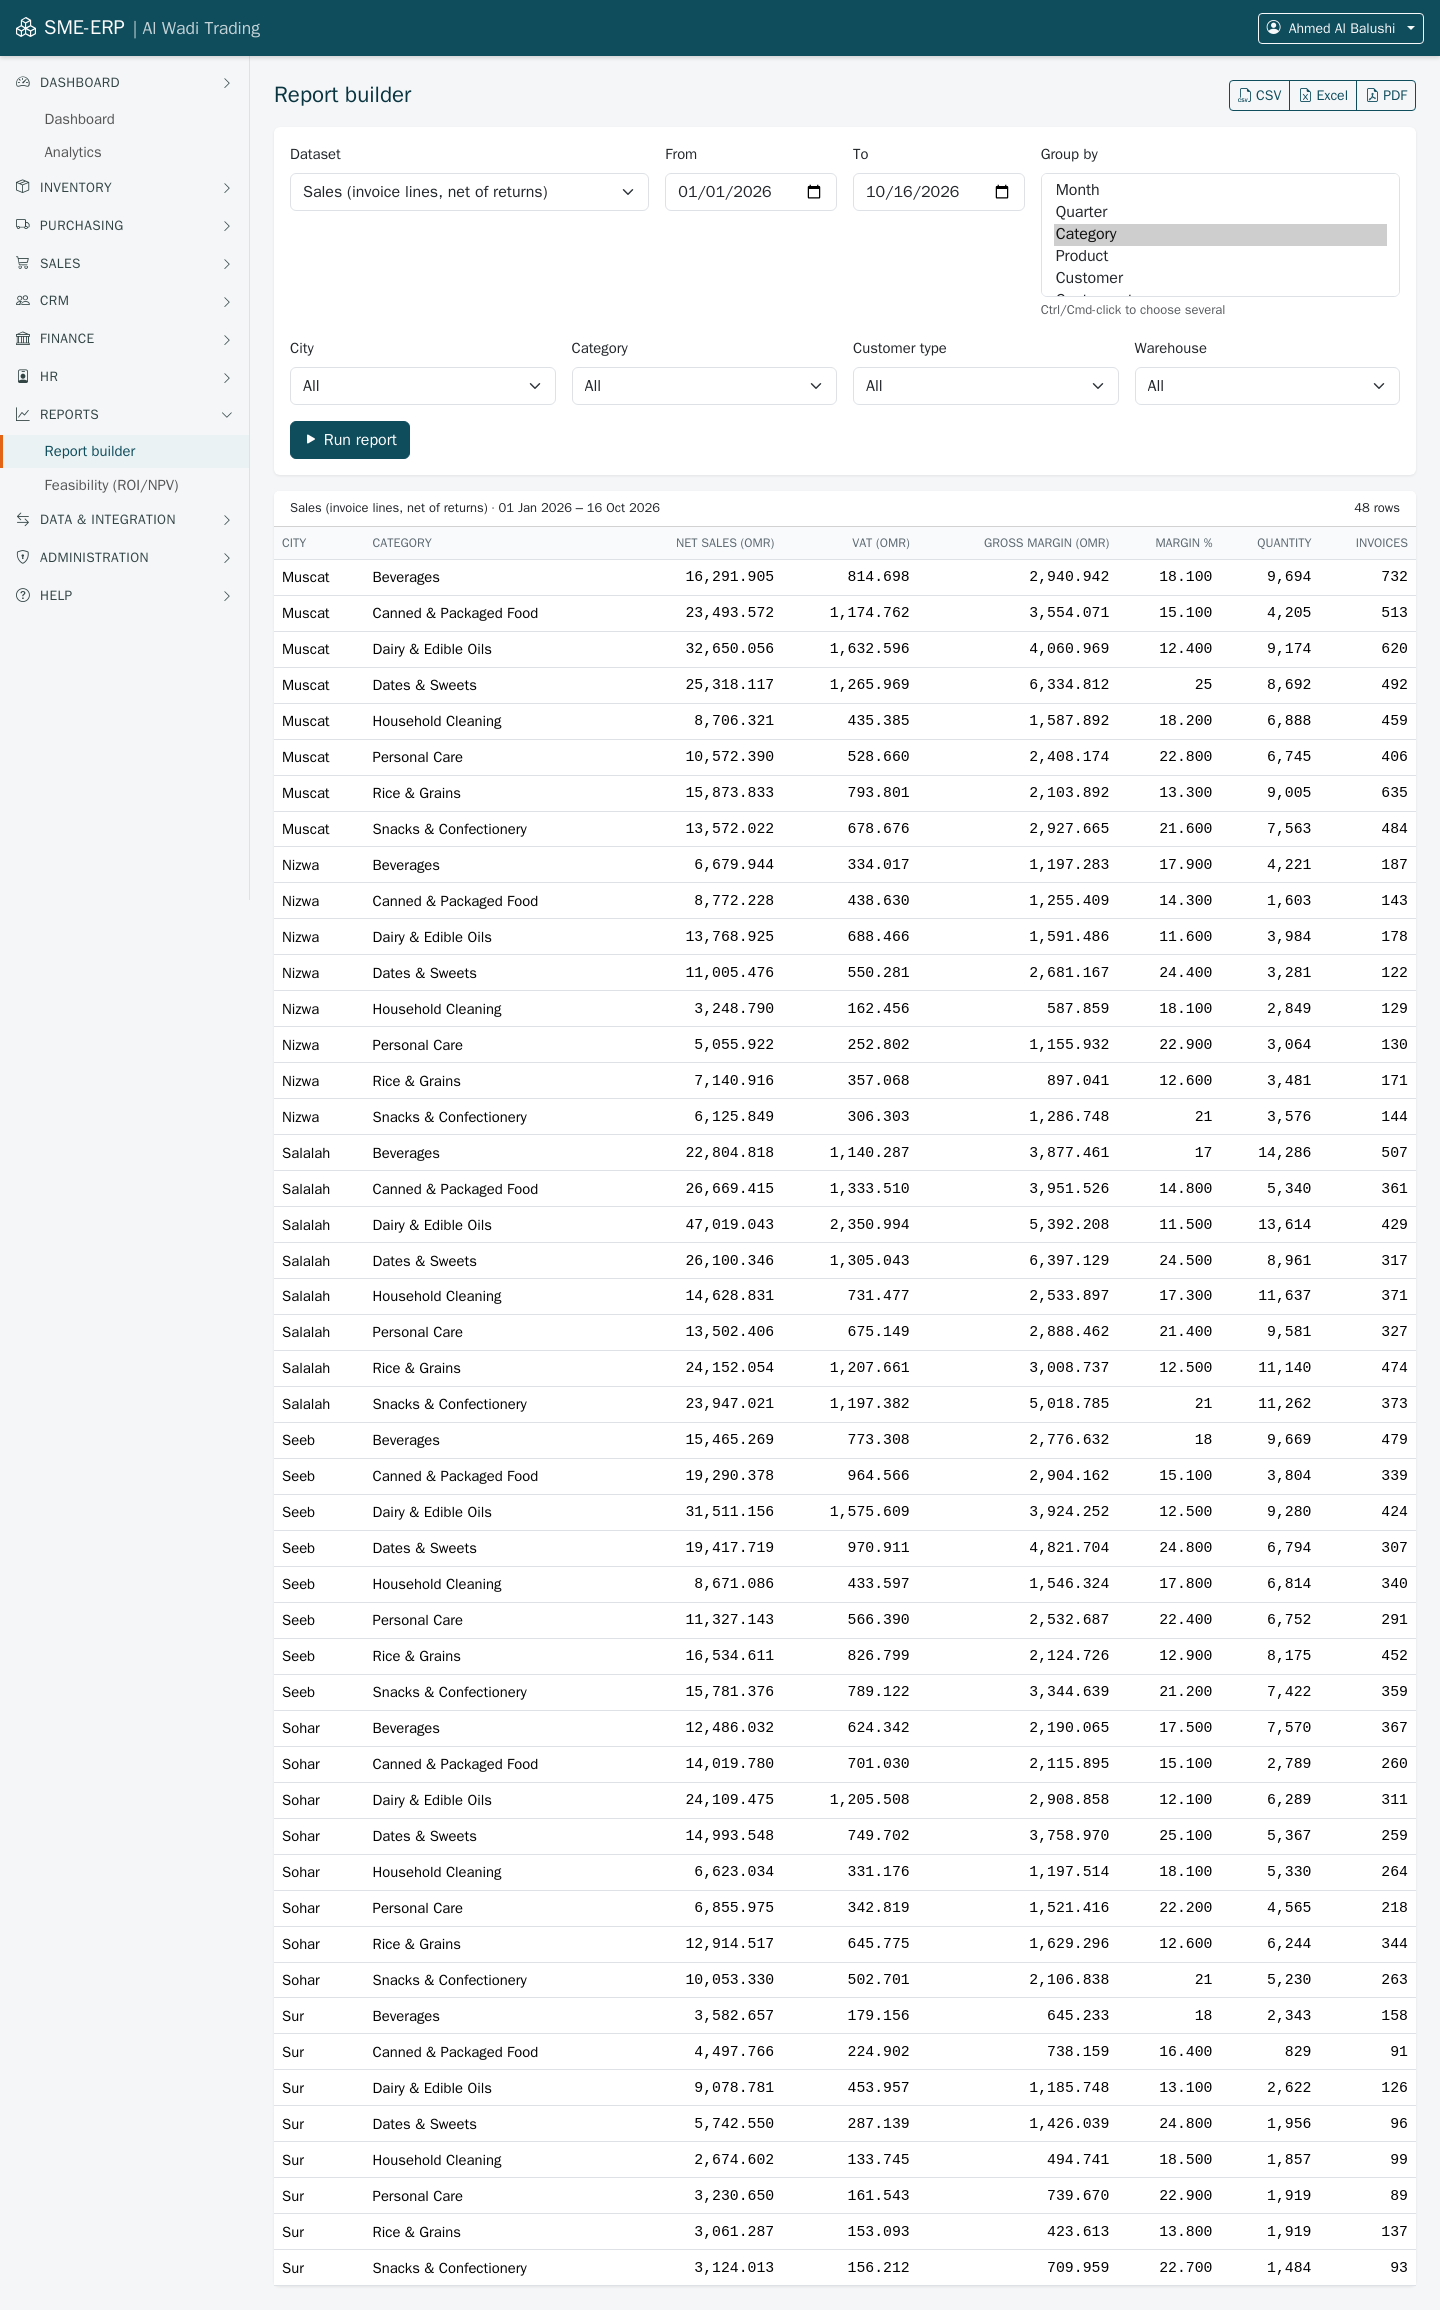 SME-ERP | Al Wadi Trading
Ahmed Al Balushi
DASHBOARD
Dashboard
Analytics
INVENTORY
PURCHASING
SALES
CRM
FINANCE
HR
REPORTS
Report builder
Feasibility (ROI/NPV)
DATA & INTEGRATION
ADMINISTRATION
HELP
Report builder
CSV Excel PDF
Dataset From To Group by
Sales (invoice lines, net of returns) 01/01/2026 10/16/2026
Month
Quarter
Category
Product
Customer
Ctrl/Cmd-click to choose several
City Category Customer type Warehouse
All All All All
Run report
Sales (invoice lines, net of returns) · 01 Jan 2026 – 16 Oct 2026 48 rows
CITY CATEGORY NET SALES (OMR) VAT (OMR) GROSS MARGIN (OMR) MARGIN % QUANTITY INVOICES
Muscat Beverages 16,291.905 814.698 2,940.942 18.100 9,694 732
Muscat Canned & Packaged Food 23,493.572 1,174.762 3,554.071 15.100 4,205 513
Muscat Dairy & Edible Oils 32,650.056 1,632.596 4,060.969 12.400 9,174 620
Muscat Dates & Sweets 25,318.117 1,265.969 6,334.812 25 8,692 492
Muscat Household Cleaning 8,706.321 435.385 1,587.892 18.200 6,888 459
Muscat Personal Care 10,572.390 528.660 2,408.174 22.800 6,745 406
Muscat Rice & Grains 15,873.833 793.801 2,103.892 13.300 9,005 635
Muscat Snacks & Confectionery 13,572.022 678.676 2,927.665 21.600 7,563 484
Nizwa Beverages 6,679.944 334.017 1,197.283 17.900 4,221 187
Nizwa Canned & Packaged Food 8,772.228 438.630 1,255.409 14.300 1,603 143
Nizwa Dairy & Edible Oils 13,768.925 688.466 1,591.486 11.600 3,984 178
Nizwa Dates & Sweets 11,005.476 550.281 2,681.167 24.400 3,281 122
Nizwa Household Cleaning 3,248.790 162.456 587.859 18.100 2,849 129
Nizwa Personal Care 5,055.922 252.802 1,155.932 22.900 3,064 130
Nizwa Rice & Grains 7,140.916 357.068 897.041 12.600 3,481 171
Nizwa Snacks & Confectionery 6,125.849 306.303 1,286.748 21 3,576 144
Salalah Beverages 22,804.818 1,140.287 3,877.461 17 14,286 507
Salalah Canned & Packaged Food 26,669.415 1,333.510 3,951.526 14.800 5,340 361
Salalah Dairy & Edible Oils 47,019.043 2,350.994 5,392.208 11.500 13,614 429
Salalah Dates & Sweets 26,100.346 1,305.043 6,397.129 24.500 8,961 317
Salalah Household Cleaning 14,628.831 731.477 2,533.897 17.300 11,637 371
Salalah Personal Care 13,502.406 675.149 2,888.462 21.400 9,581 327
Salalah Rice & Grains 24,152.054 1,207.661 3,008.737 12.500 11,140 474
Salalah Snacks & Confectionery 23,947.021 1,197.382 5,018.785 21 11,262 373
Seeb Beverages 15,465.269 773.308 2,776.632 18 9,669 479
Seeb Canned & Packaged Food 19,290.378 964.566 2,904.162 15.100 3,804 339
Seeb Dairy & Edible Oils 31,511.156 1,575.609 3,924.252 12.500 9,280 424
Seeb Dates & Sweets 19,417.719 970.911 4,821.704 24.800 6,794 307
Seeb Household Cleaning 8,671.086 433.597 1,546.324 17.800 6,814 340
Seeb Personal Care 11,327.143 566.390 2,532.687 22.400 6,752 291
Seeb Rice & Grains 16,534.611 826.799 2,124.726 12.900 8,175 452
Seeb Snacks & Confectionery 15,781.376 789.122 3,344.639 21.200 7,422 359
Sohar Beverages 12,486.032 624.342 2,190.065 17.500 7,570 367
Sohar Canned & Packaged Food 14,019.780 701.030 2,115.895 15.100 2,789 260
Sohar Dairy & Edible Oils 24,109.475 1,205.508 2,908.858 12.100 6,289 311
Sohar Dates & Sweets 14,993.548 749.702 3,758.970 25.100 5,367 259
Sohar Household Cleaning 6,623.034 331.176 1,197.514 18.100 5,330 264
Sohar Personal Care 6,855.975 342.819 1,521.416 22.200 4,565 218
Sohar Rice & Grains 12,914.517 645.775 1,629.296 12.600 6,244 344
Sohar Snacks & Confectionery 10,053.330 502.701 2,106.838 21 5,230 263
Sur Beverages 3,582.657 179.156 645.233 18 2,343 158
Sur Canned & Packaged Food 4,497.766 224.902 738.159 16.400 829 91
Sur Dairy & Edible Oils 9,078.781 453.957 1,185.748 13.100 2,622 126
Sur Dates & Sweets 5,742.550 287.139 1,426.039 24.800 1,956 96
Sur Household Cleaning 2,674.602 133.745 494.741 18.500 1,857 99
Sur Personal Care 3,230.650 161.543 739.670 22.900 1,919 89
Sur Rice & Grains 3,061.287 153.093 423.613 13.800 1,919 137
Sur Snacks & Confectionery 3,124.013 156.212 709.959 22.700 1,484 93